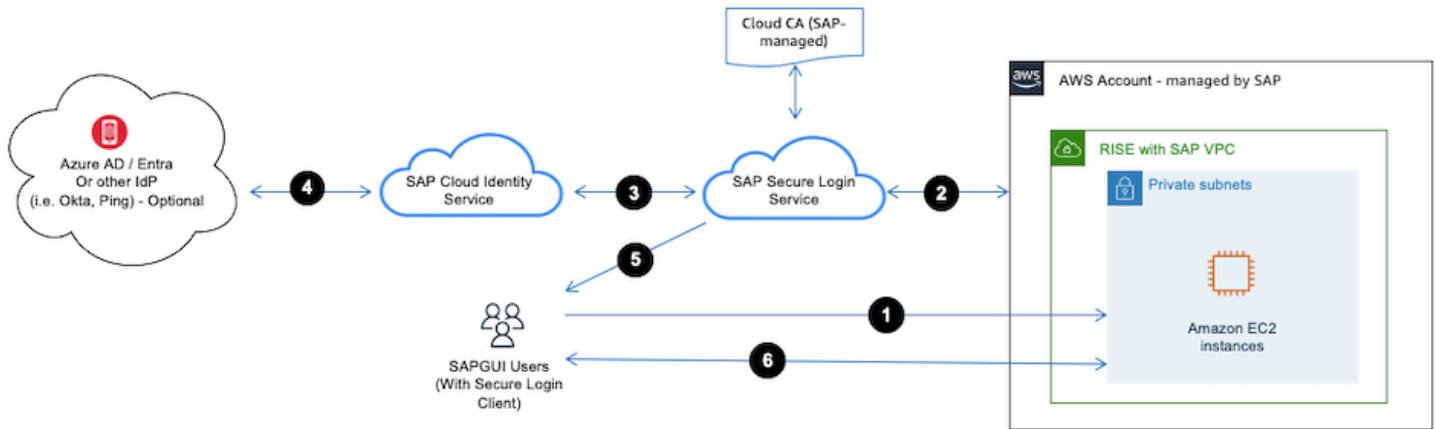 Cloud CA (SAP-
managed)
aws
AWS Account - managed by SAP
RISE with SAP VPC
Private subnets
Amazon EC2
instances
Azure AD / Entra
Or other IdP
(i.e. Okta, Ping) - Optional
4
SAP Cloud Identity
Service
3
SAP Secure Login
Service
2
5
1
6
SAPGUI Users
(With Secure Login
Client)